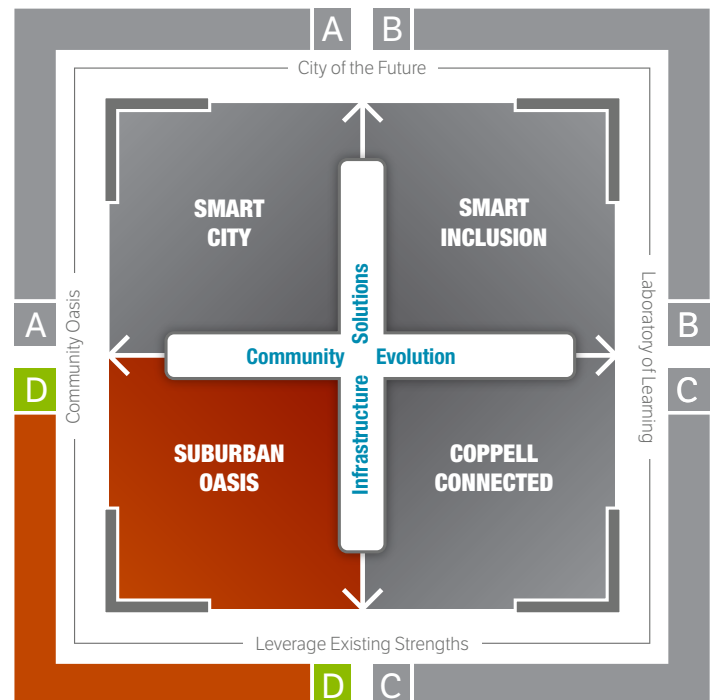 A B
City of the Future
SMART
CITY
SMART
INCLUSION
Community Oasis
Laboratory of Learning
A
B
Infrastructure Solutions
Community Evolution
D
C
SUBURBAN
OASIS
COPPELL
CONNECTED
Leverage Existing Strengths
D C